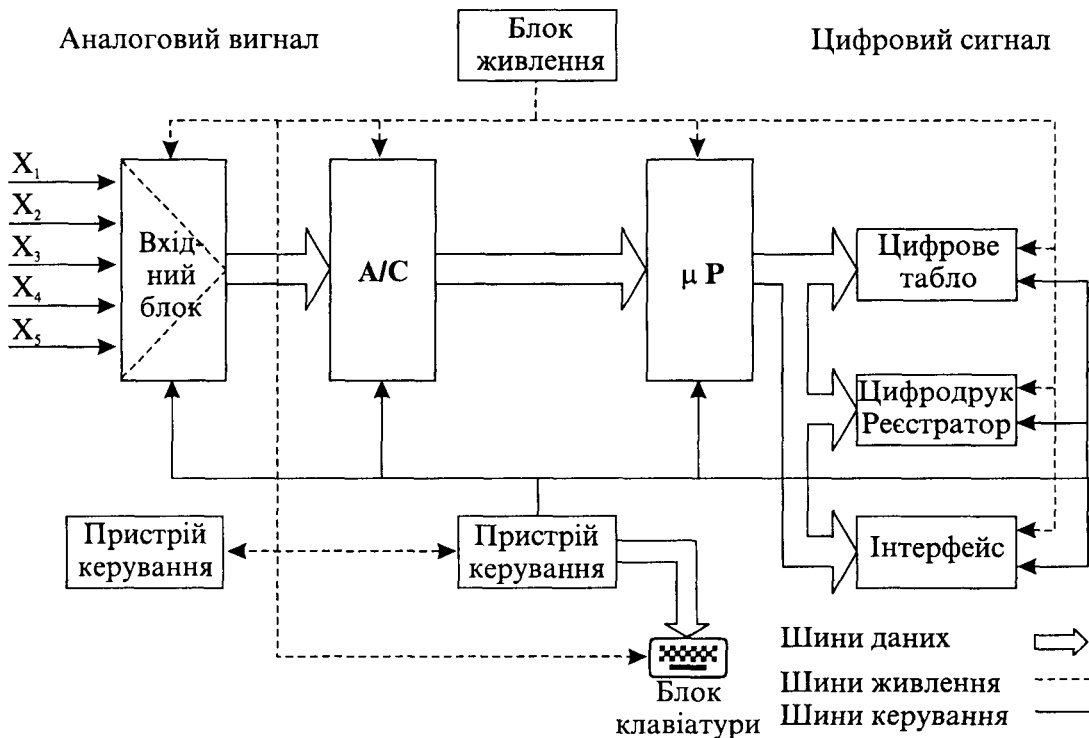 Аналоговий вигнал
Блок
живлення
Цифровий сигнал
X₁
X₂
X₃
X₄
X₅
Вхід-
ний
блок
А/С
μ P
Цифрове
табло
Цифродрук
Реєстратор
Інтерфейс
Пристрій
керування
Пристрій
керування
Блок
клавіатури
Шини даних
Шини живлення
Шини керування